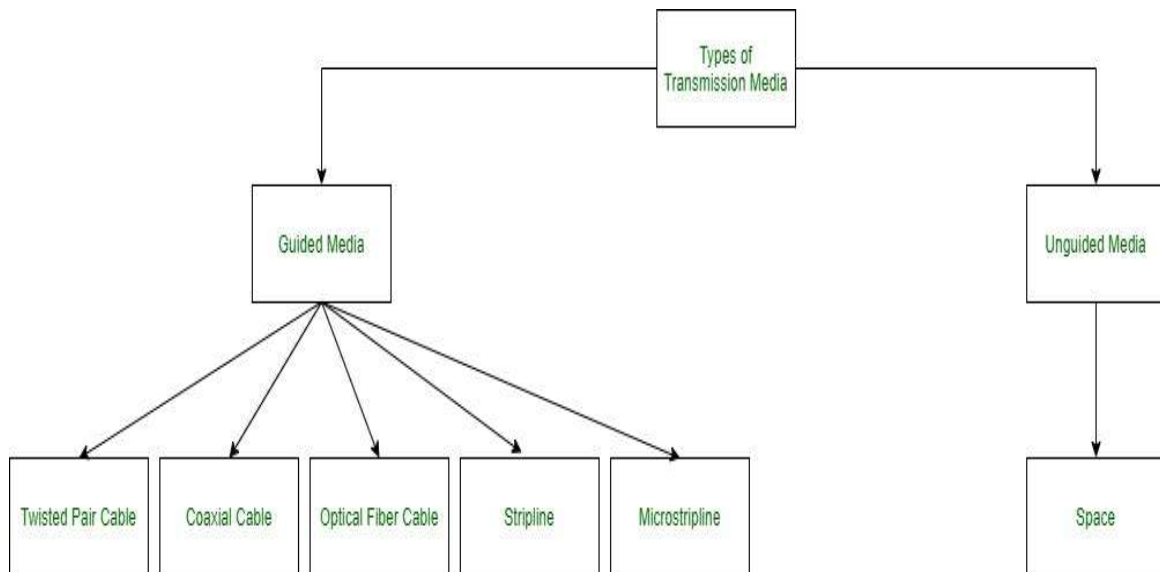 Types of
Transmission Media
Guided Media
Unguided Media
Twisted Pair Cable
Coaxial Cable
Optical Fiber Cable
Stripline
Microstripline
Space